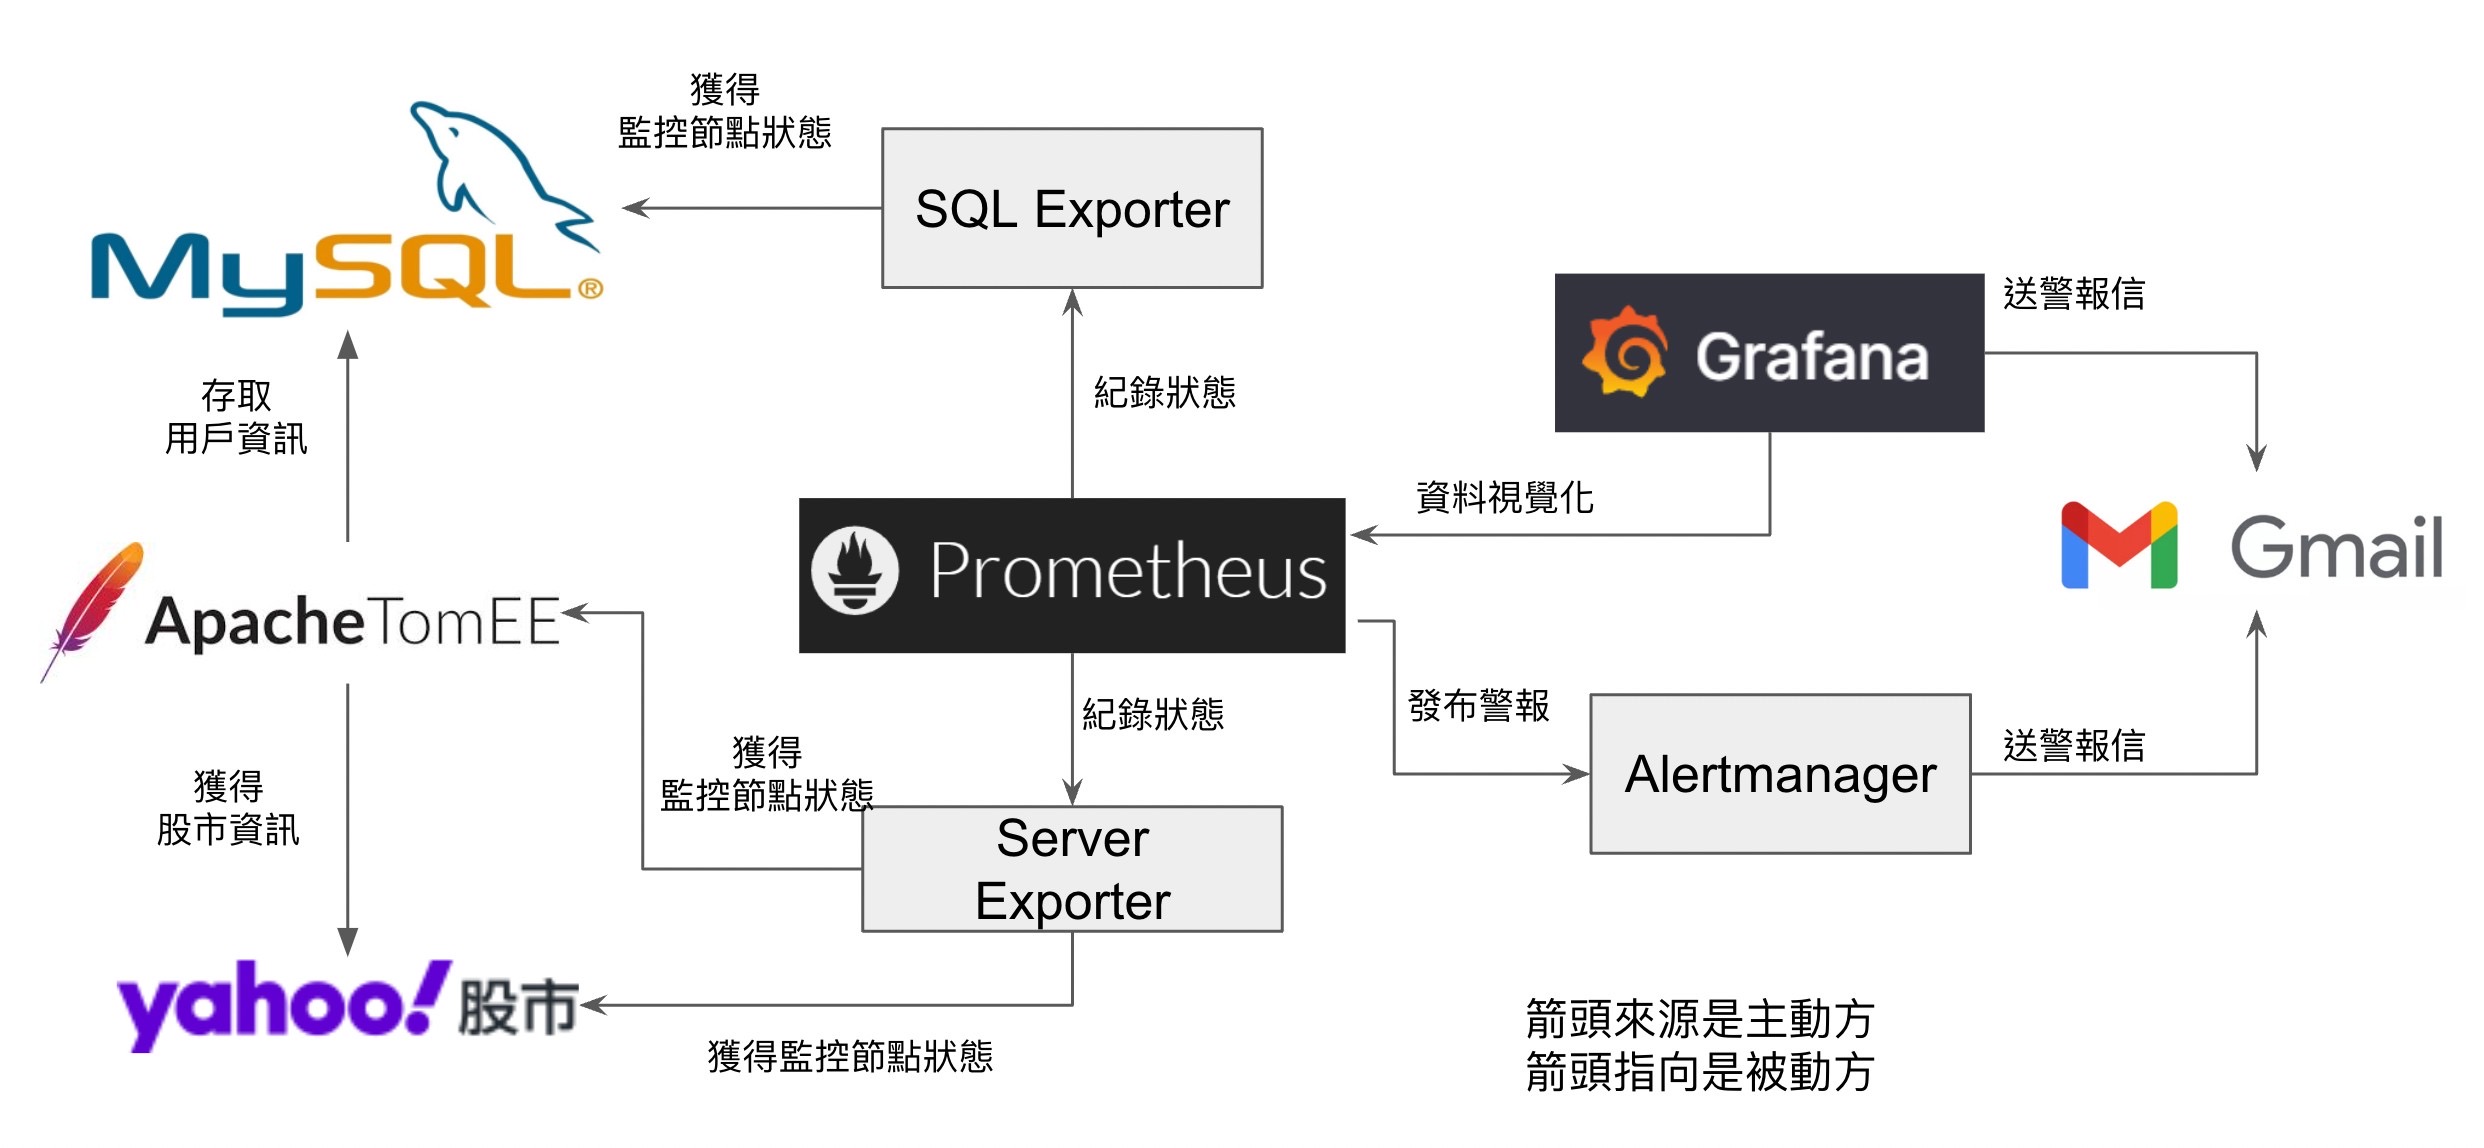 獲得
監控節點狀態
SQL Exporter
MySQL®
送警報信
Grafana
存取
用戶資訊
紀錄狀態
資料視覺化
Prometheus
Gmail
Apache TomEE
紀錄狀態
發布警報
獲得
監控節點狀態
送警報信
Alertmanager
獲得
股市資訊
Server
Exporter
yahoo!股市
獲得監控節點狀態
箭頭來源是主動方
箭頭指向是被動方